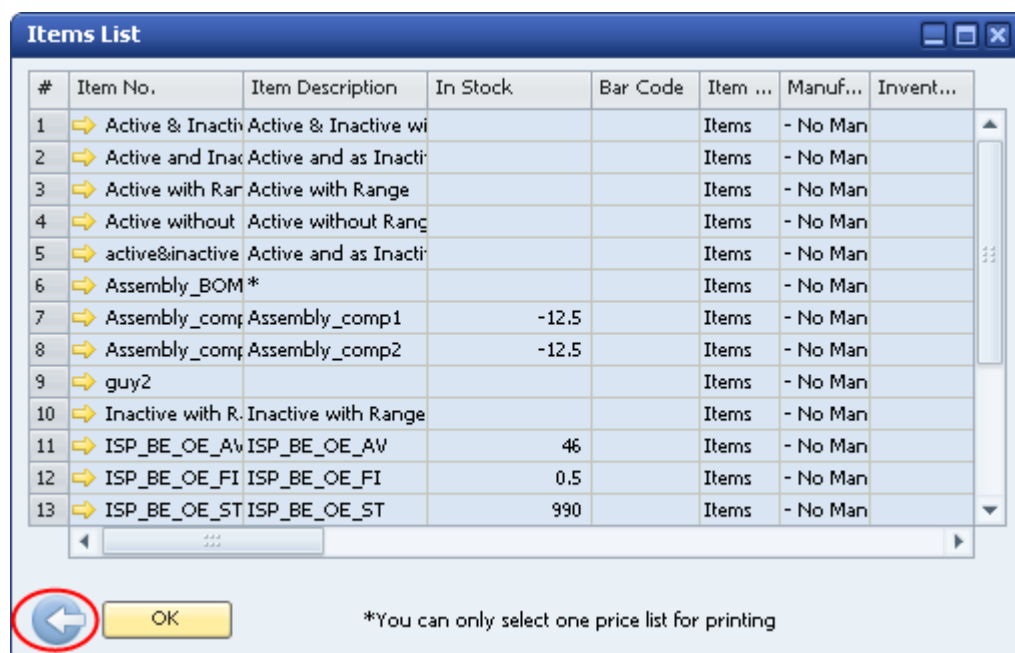 Items List
# Item No. Item Description In Stock Bar Code Item ... Manuf... Invent...
1 Active & Inactiv Active & Inactive wi Items - No Man
2 Active and Inac Active and as Inacti Items - No Man
3 Active with Ran Active with Range Items - No Man
4 Active without Active without Rang Items - No Man
5 active&inactive Active and as Inacti Items - No Man
6 Assembly_BOM * Items - No Man
7 Assembly_comp Assembly_comp1 -12.5 Items - No Man
8 Assembly_comp Assembly_comp2 -12.5 Items - No Man
9 guy2 Items - No Man
10 Inactive with R Inactive with Range Items - No Man
11 ISP_BE_OE_AV ISP_BE_OE_AV 46 Items - No Man
12 ISP_BE_OE_FI ISP_BE_OE_FI 0.5 Items - No Man
13 ISP_BE_OE_ST ISP_BE_OE_ST 990 Items - No Man
OK *You can only select one price list for printing